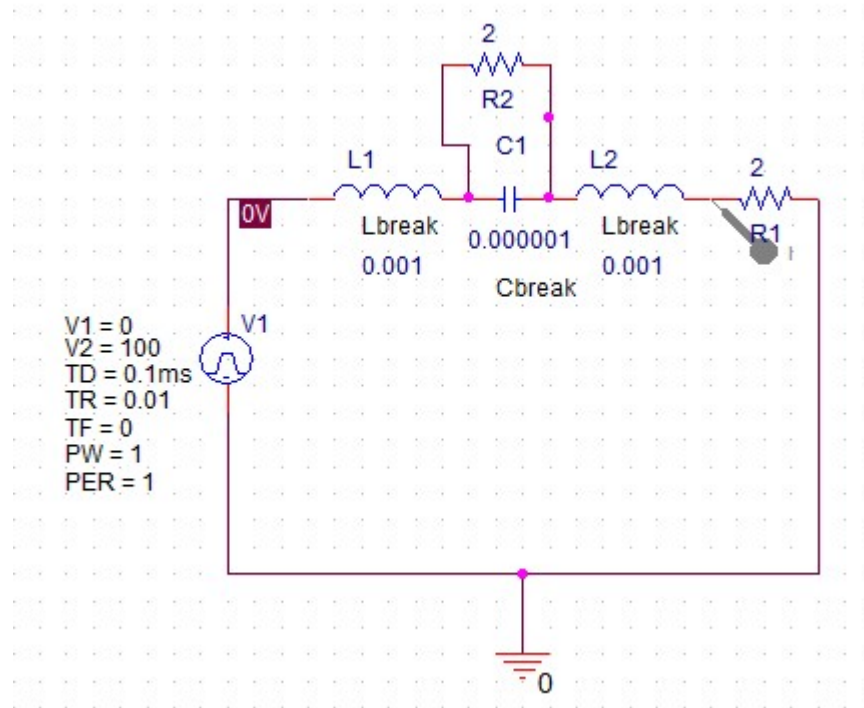 2
R2
C1
L1
L2
2
0V
Lbreak
0.000001
Lbreak
R1
0.001
0.001
Cbreak
V1 = 0
V1
V2 = 100
TD = 0.1ms
TR = 0.01
TF = 0
PW = 1
PER = 1
0